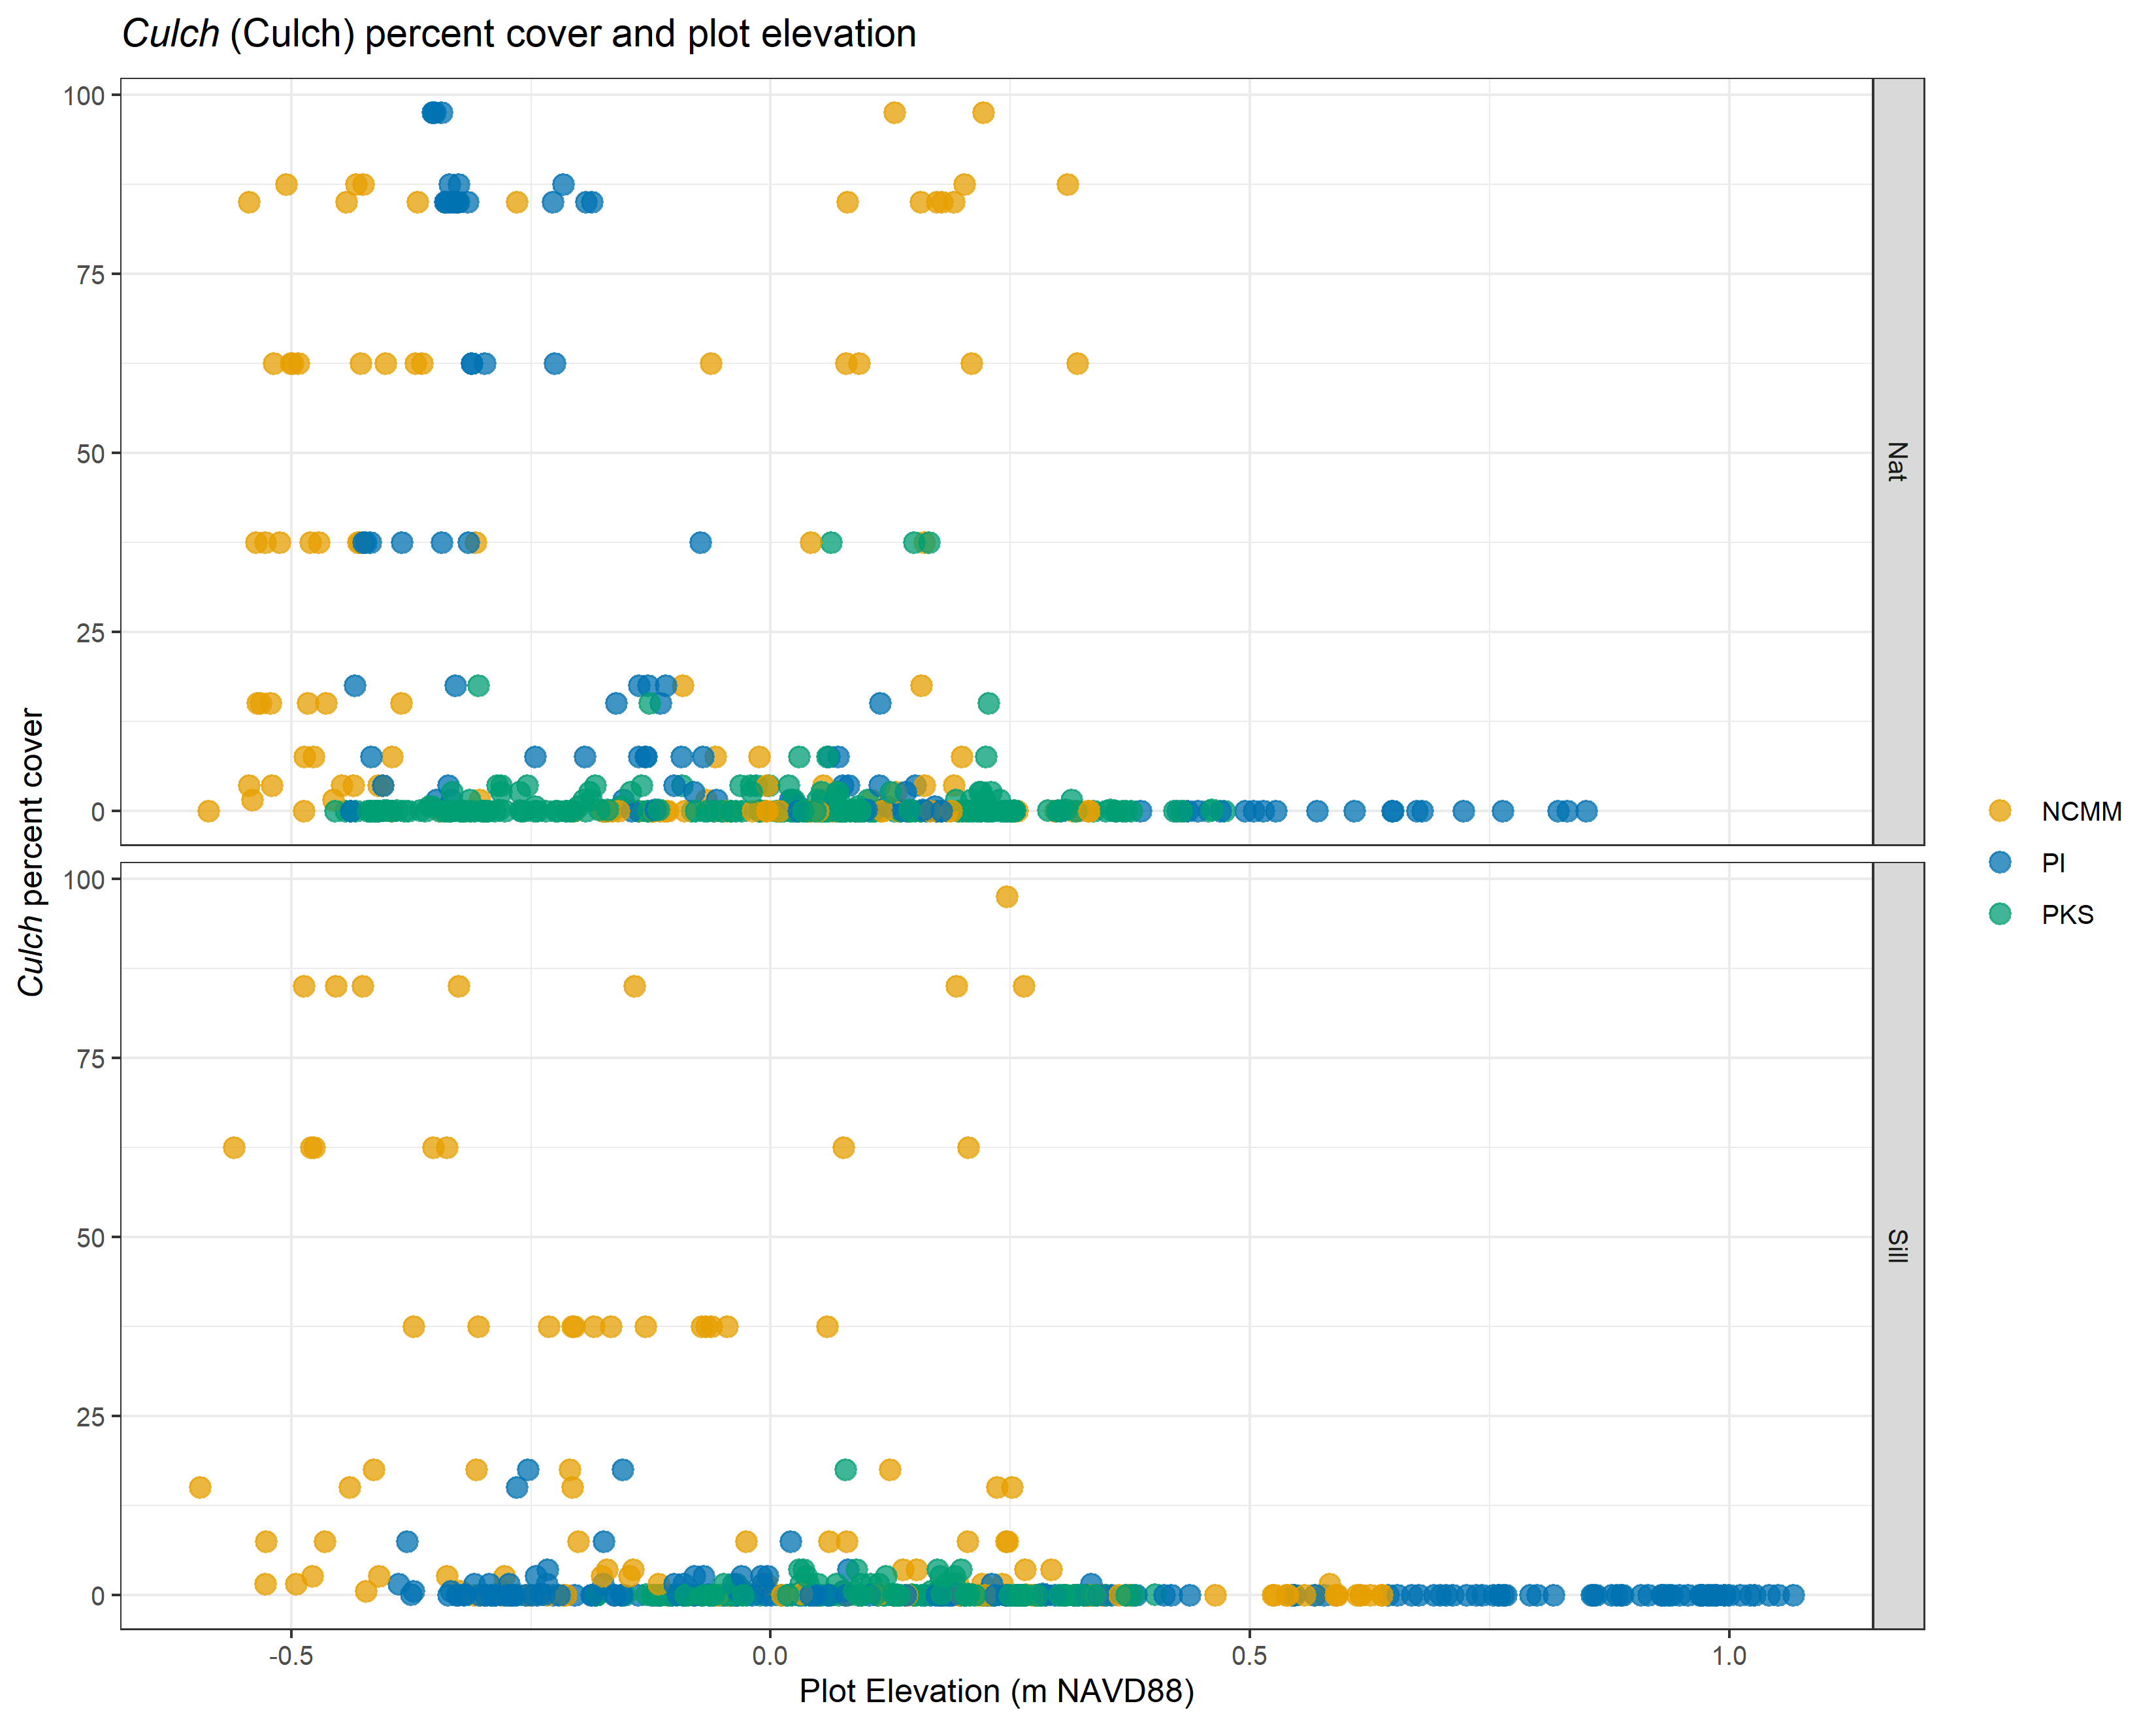 Culch (Culch) percent cover and plot elevation
Culch percent cover
100
75
50
25
0
Nat
100
75
50
25
0
Sill
-0.5
0.0
0.5
1.0
Plot Elevation (m NAVD88)
NCMM
PI
PKS